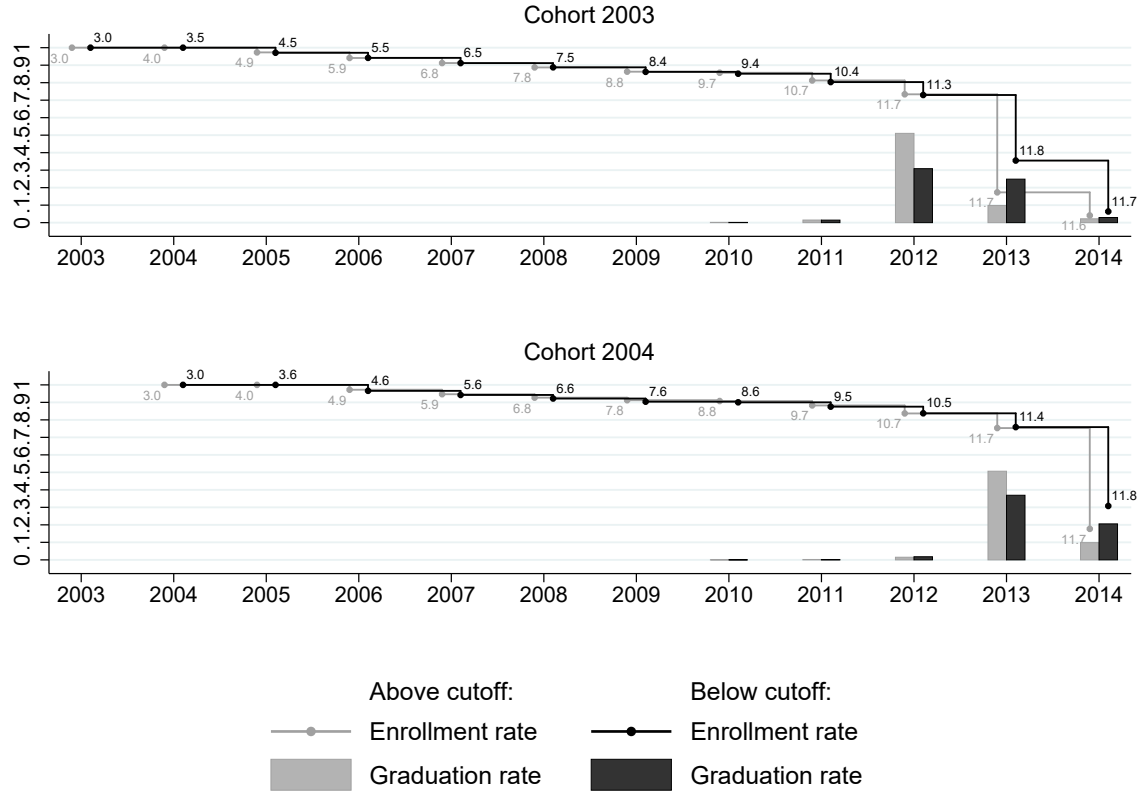 Cohort 2003
0 .1 .2 .3 .4 .5 .6 .7 .8 .9 1
3.0 3.5 4.5 5.5 6.5 7.5 8.4 9.4 10.4 11.3 11.8 11.7
3.0 4.0 4.9 5.9 6.8 7.8 8.8 9.7 10.7 11.7 11.7 11.6
2003 2004 2005 2006 2007 2008 2009 2010 2011 2012 2013 2014
Cohort 2004
0 .1 .2 .3 .4 .5 .6 .7 .8 .9 1
3.0 3.6 4.6 5.6 6.6 7.6 8.6 9.5 10.5 11.4 11.8
3.0 4.0 4.9 5.9 6.8 7.8 8.8 9.7 10.7 11.7 11.7
2003 2004 2005 2006 2007 2008 2009 2010 2011 2012 2013 2014
Above cutoff: Below cutoff:
Enrollment rate Enrollment rate
Graduation rate Graduation rate